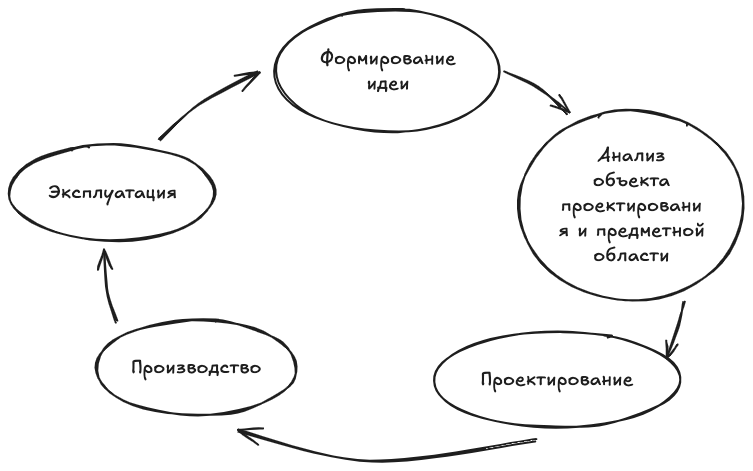 Формирование
идеи
Анализ
объекта
проектировани
я и предметной
области
Эксплуатация
Производство
Проектирование